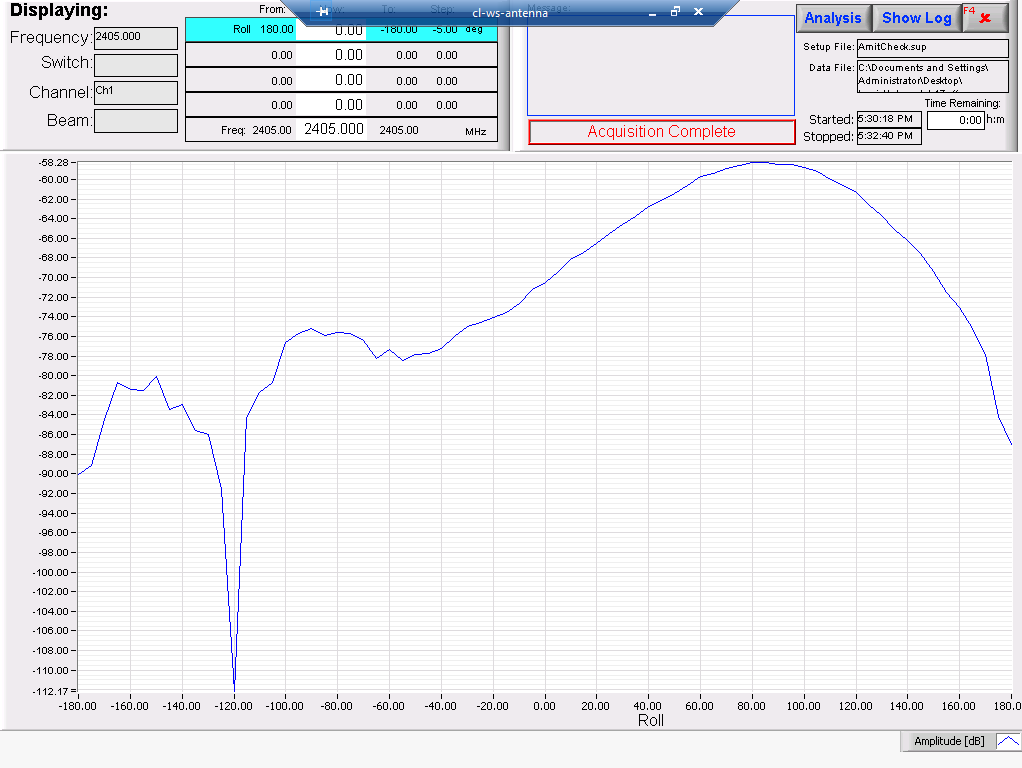 Displaying:
Frequency: 2405.000
Switch:
Channel: Ch1
Beam:
From: To: Step:
Roll 180.00 0.00 -180.00 -5.00 deg
0.00 0.00 0.00 0.00
0.00 0.00 0.00 0.00
0.00 0.00 0.00 0.00
Freq: 2405.00 2405.000 2405.00 MHz
cl-ws-antenna
Message:
Acquisition Complete
Analysis Show Log F4
Setup File: AmitCheck.sup
Data File: C:\Documents and Settings\
Administrator\Desktop\
Time Remaining:
Started: 5:30:18 PM 0:00 h:m
Stopped: 5:32:40 PM
-58.28
-60.00
-62.00
-64.00
-66.00
-68.00
-70.00
-72.00
-74.00
-76.00
-78.00
-80.00
-82.00
-84.00
-86.00
-88.00
-90.00
-92.00
-94.00
-96.00
-98.00
-100.00
-102.00
-104.00
-106.00
-108.00
-110.00
-112.17
-180.00 -160.00 -140.00 -120.00 -100.00 -80.00 -60.00 -40.00 -20.00 0.00 20.00 40.00 60.00 80.00 100.00 120.00 140.00 160.00 180.0
Roll
Amplitude [dB]